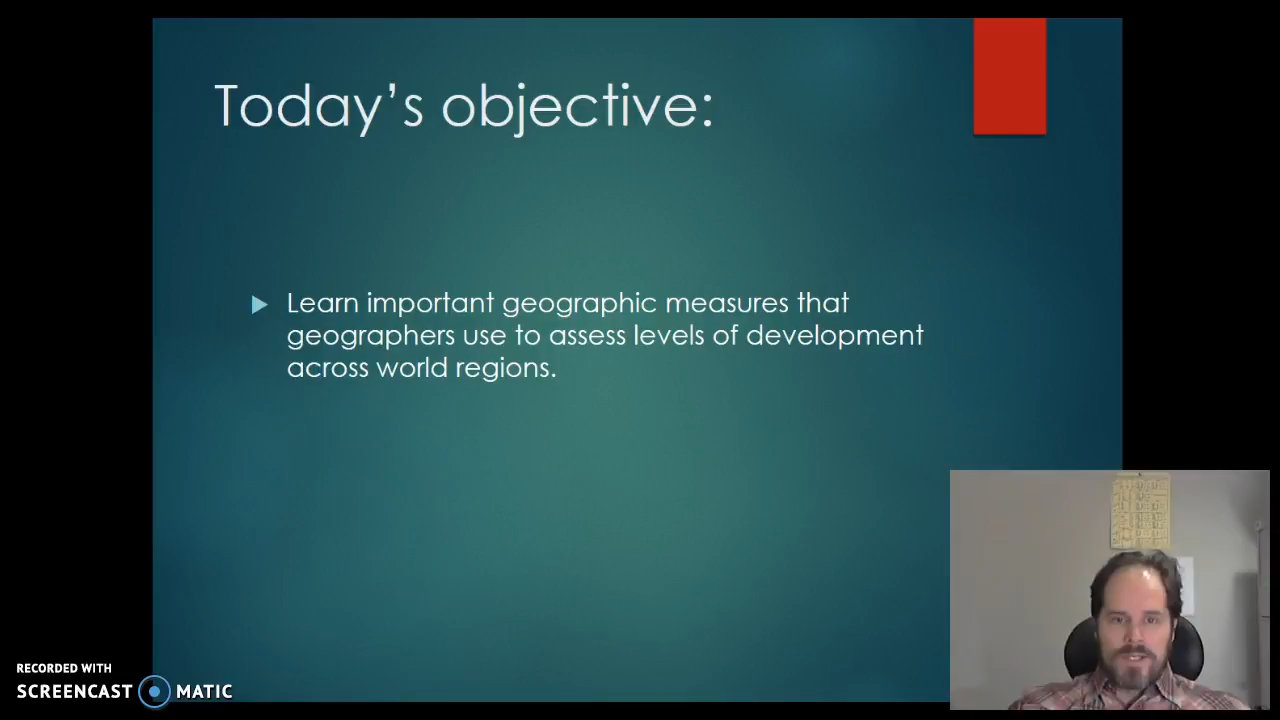 Today's objective:
Learn important geographic measures that
geographers use to assess levels of development
across world regions.
RECORDED WITH
SCREENCAST MATIC